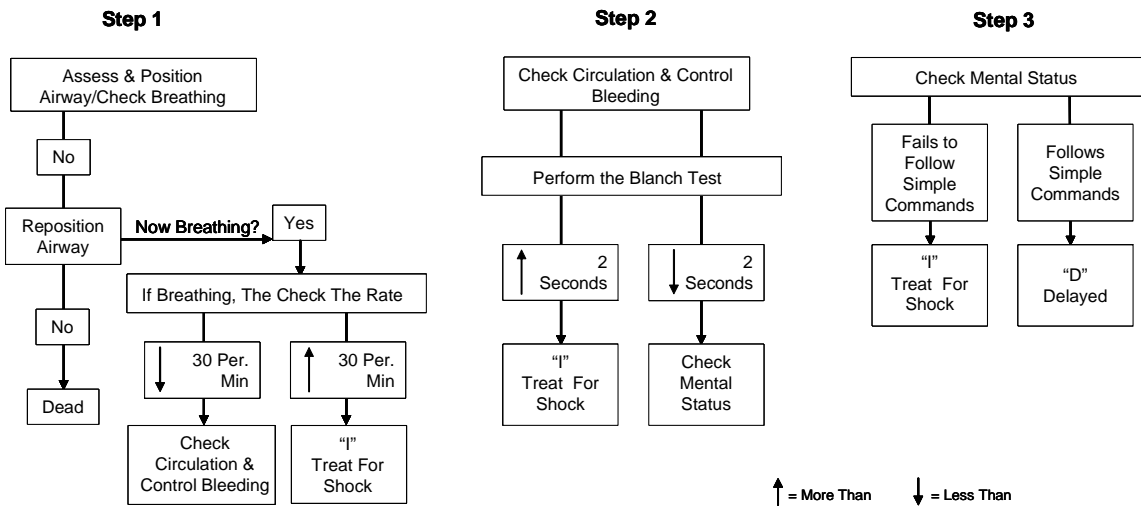 Step 1
Assess & Position
Airway/Check Breathing
No
Reposition
Airway
Now Breathing?
Yes
If Breathing, The Check The Rate
No
30 Per.
Min
30 Per.
Min
Dead
Check
Circulation &
Control Bleeding
“I”
Treat For
Shock
Step 2
Check Circulation & Control
Bleeding
Perform the Blanch Test
2
Seconds
2
Seconds
“I”
Treat For
Shock
Check
Mental
Status
Step 3
Check Mental Status
Fails to
Follow
Simple
Commands
Follows
Simple
Commands
“I”
Treat For
Shock
“D”
Delayed
= More Than
= Less Than